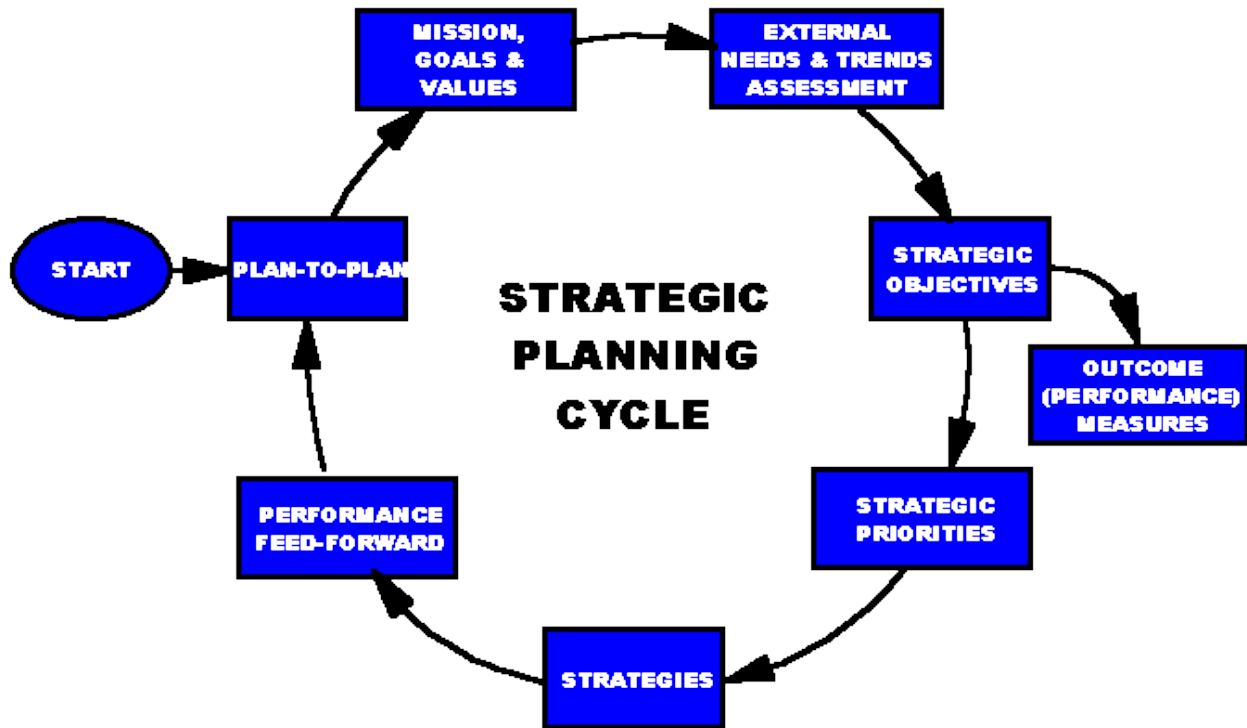 MISSION,
GOALS &
VALUES
EXTERNAL
NEEDS & TRENDS
ASSESSMENT
START
PLAN-TO-PLAN
STRATEGIC
OBJECTIVES
STRATEGIC
PLANNING
CYCLE
OUTCOME
(PERFORMANCE)
MEASURES
STRATEGIC
PRIORITIES
PERFORMANCE
FEED-FORWARD
STRATEGIES